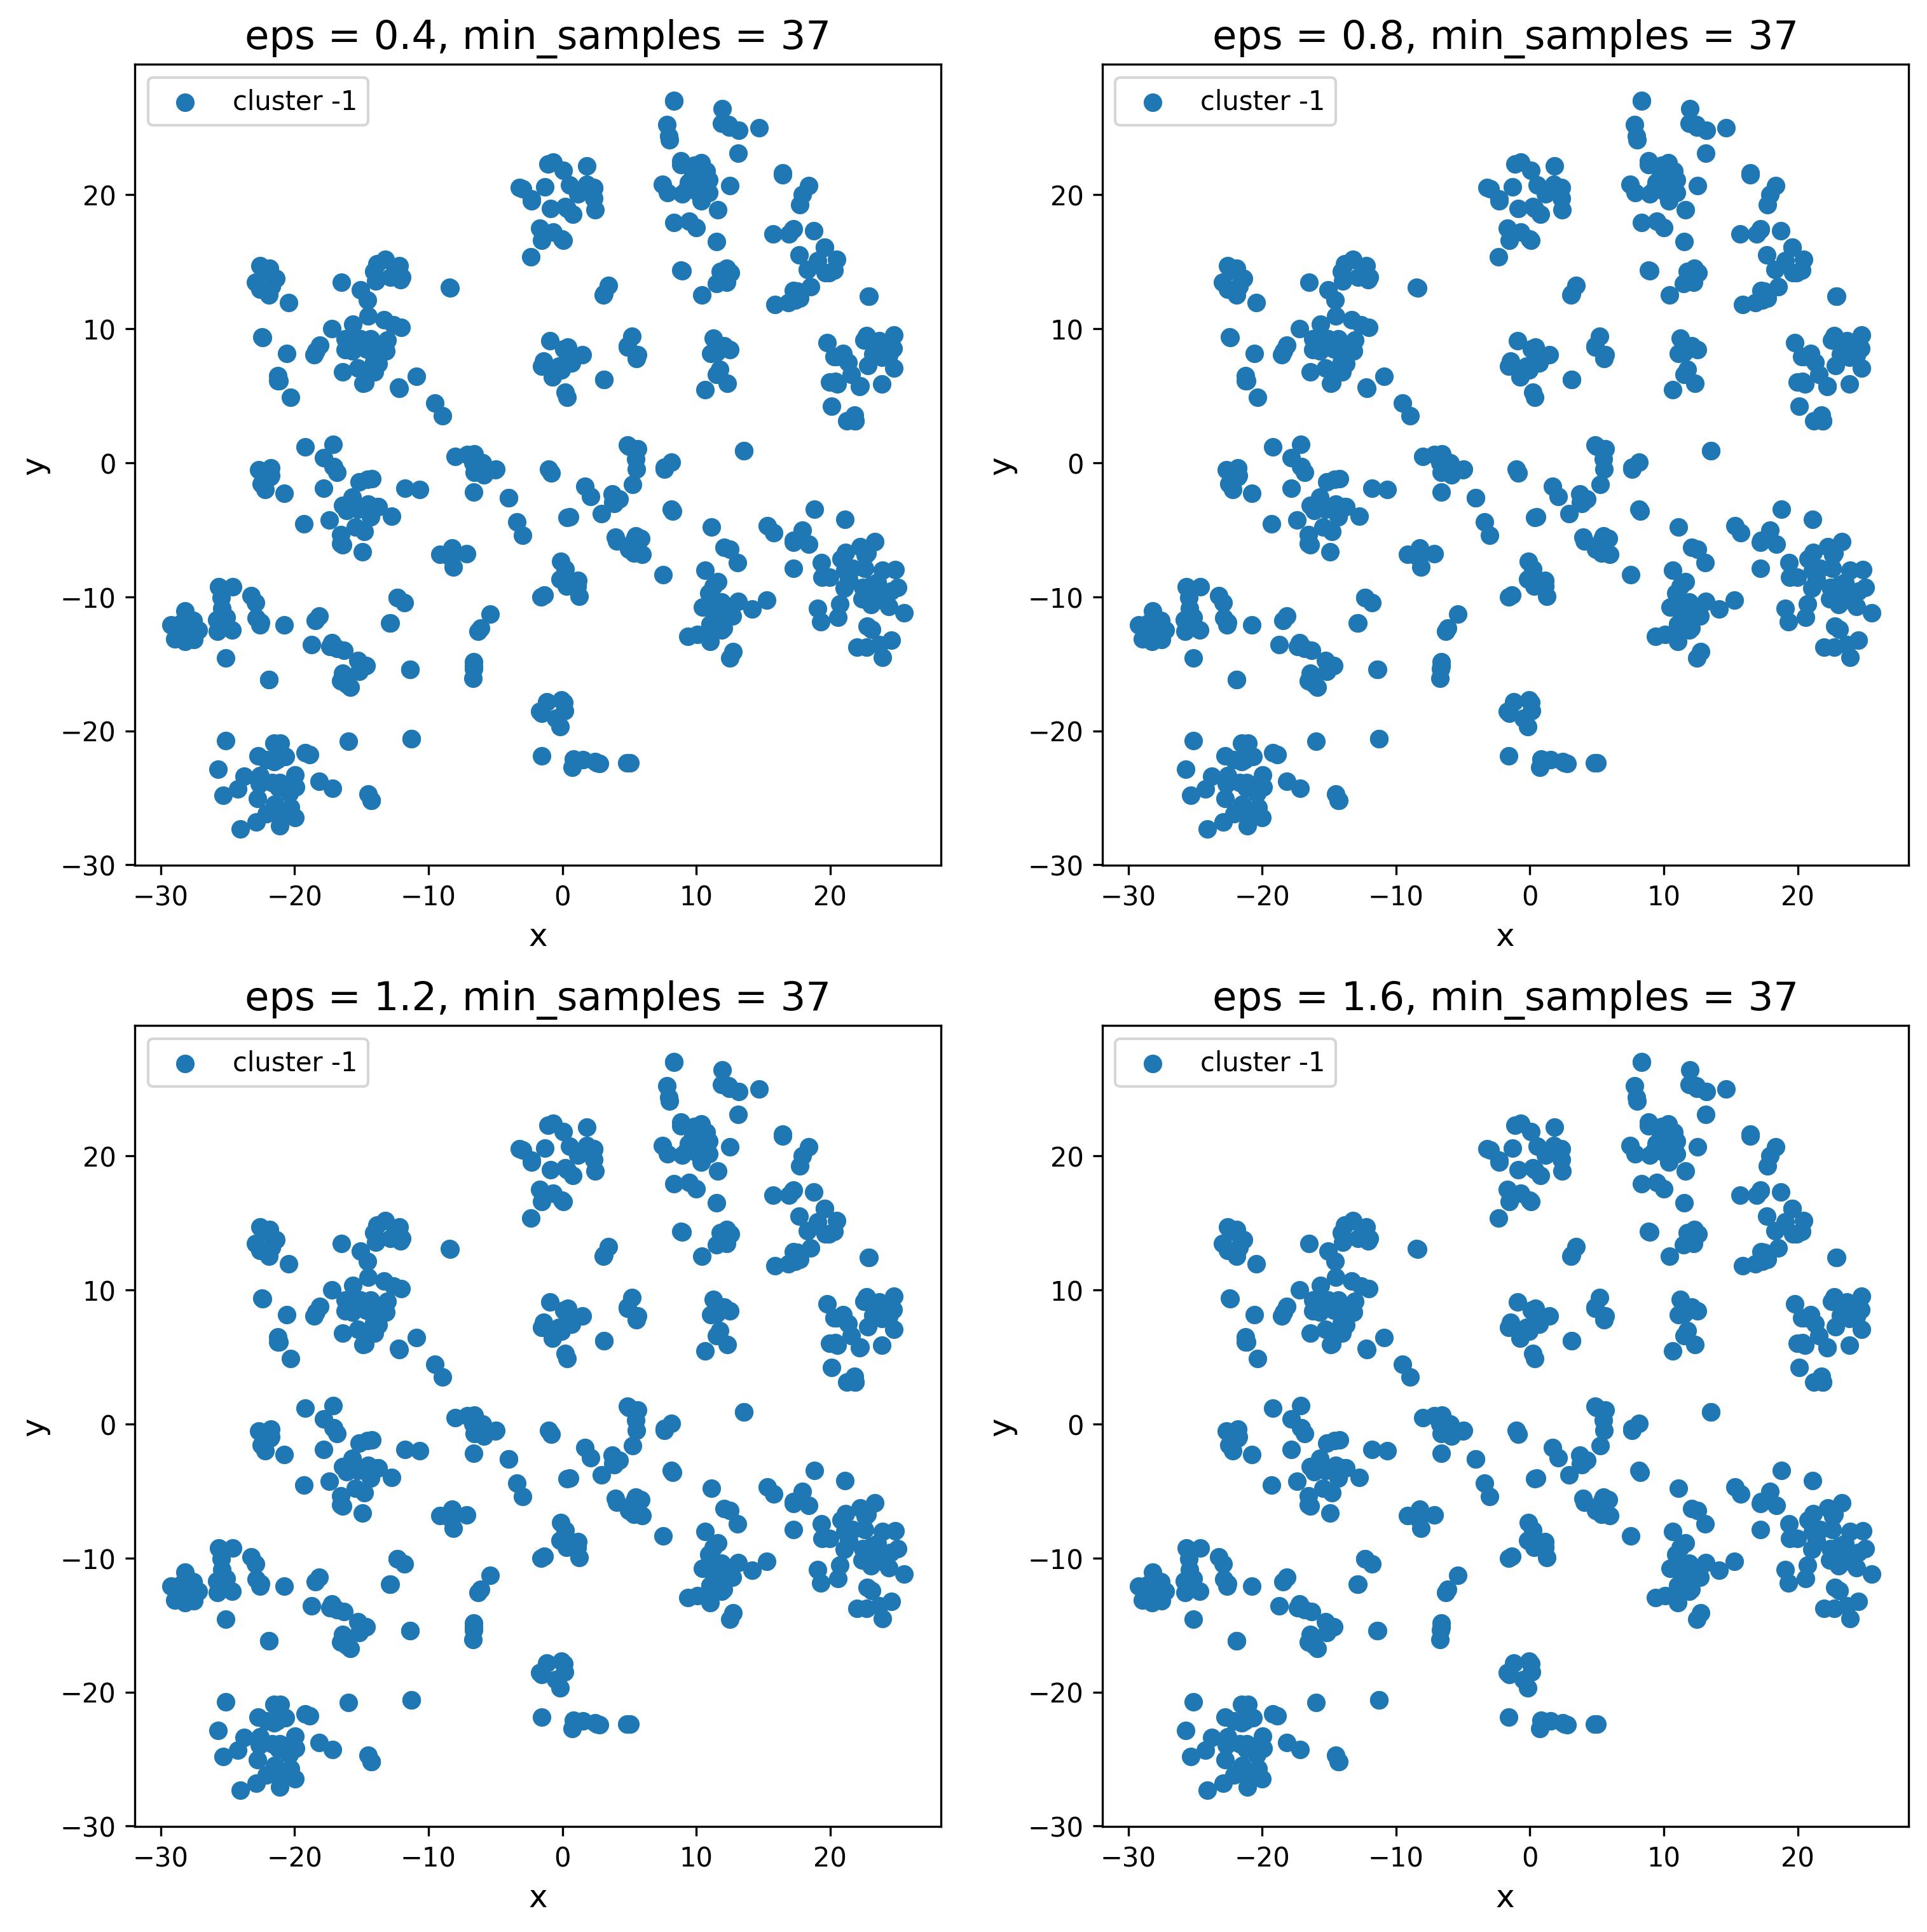 eps = 0.4, min_samples = 37
cluster -1
20
10
0
−10
−20
−30
y
−30 −20 −10 0 10 20
x
eps = 0.8, min_samples = 37
cluster -1
20
10
0
−10
−20
−30
y
−30 −20 −10 0 10 20
x
eps = 1.2, min_samples = 37
cluster -1
20
10
0
−10
−20
−30
y
−30 −20 −10 0 10 20
x
eps = 1.6, min_samples = 37
cluster -1
20
10
0
−10
−20
−30
y
−30 −20 −10 0 10 20
x